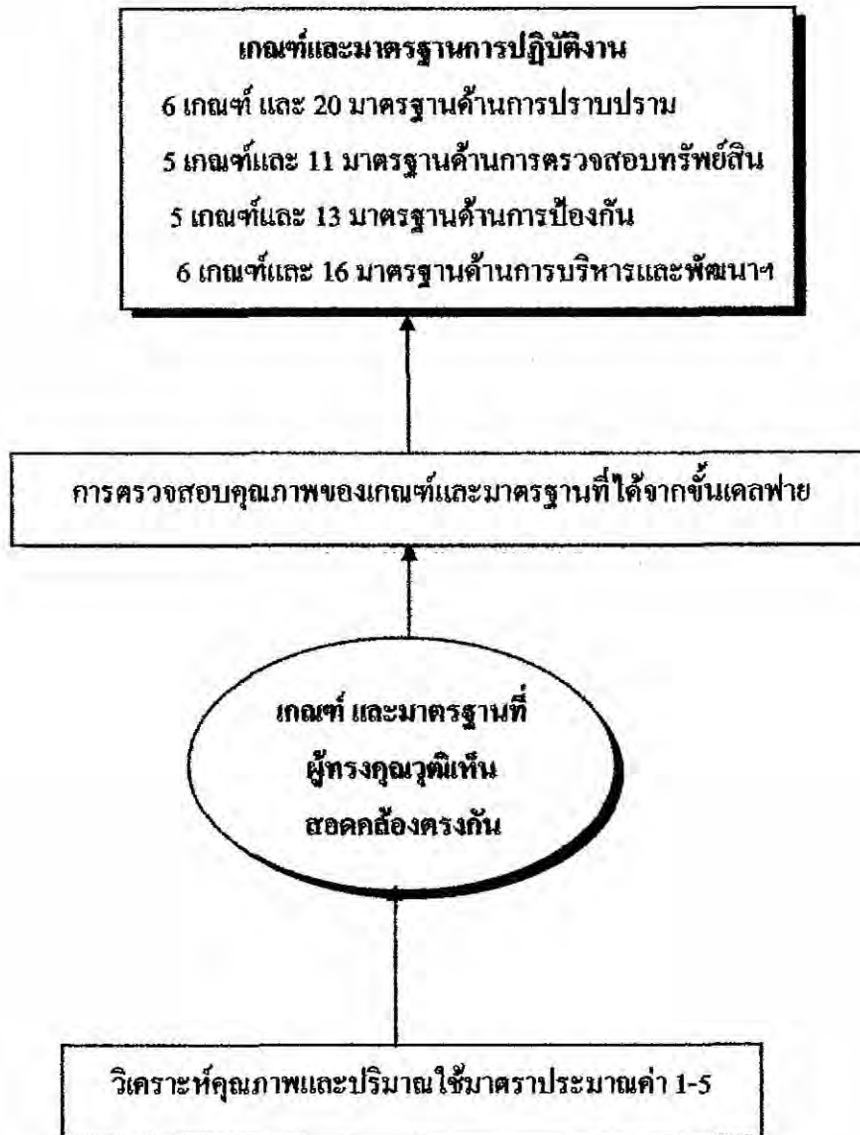 เกณฑ์และมาตรฐานการปฏิบัติงาน
6 เกณฑ์ และ 20 มาตรฐานด้านการปราบปราม
5 เกณฑ์และ 11 มาตรฐานด้านการตรวจสอบทรัพย์สิน
5 เกณฑ์และ 13 มาตรฐานด้านการป้องกัน
6 เกณฑ์และ 16 มาตรฐานด้านการบริหารและพัฒนาฯ
การตรวจสอบคุณภาพของเกณฑ์และมาตรฐานที่ได้จากขั้นเดลฟาย
เกณฑ์ และมาตรฐานที่
ผู้ทรงคุณวุฒิเห็น
สอดคล้องตรงกัน
วิเคราะห์คุณภาพและปริมาณใช้มาตราประมาณค่า 1-5